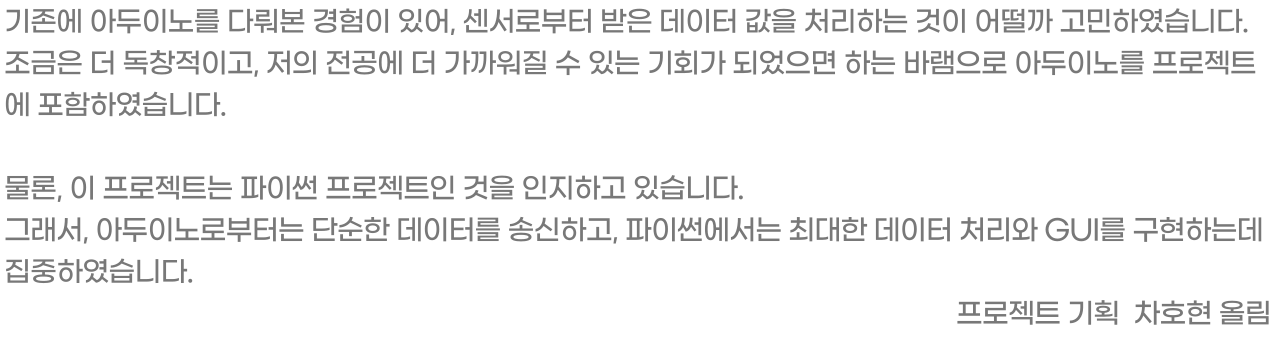 기존에 아두이노를 다뤄본 경험이 있어, 센서로부터 받은 데이터 값을 처리하는 것이 어떨까 고민하였습니다.
조금은 더 독창적이고, 저의 전공에 더 가까워질 수 있는 기회가 되었으면 하는 바램으로 아두이노를 프로젝트
에 포함하였습니다.
물론, 이 프로젝트는 파이썬 프로젝트인 것을 인지하고 있습니다.
그래서, 아두이노로부터는 단순한 데이터를 송신하고, 파이썬에서는 최대한 데이터 처리와 GUI를 구현하는데
집중하였습니다.
프로젝트 기획  차호현 올림